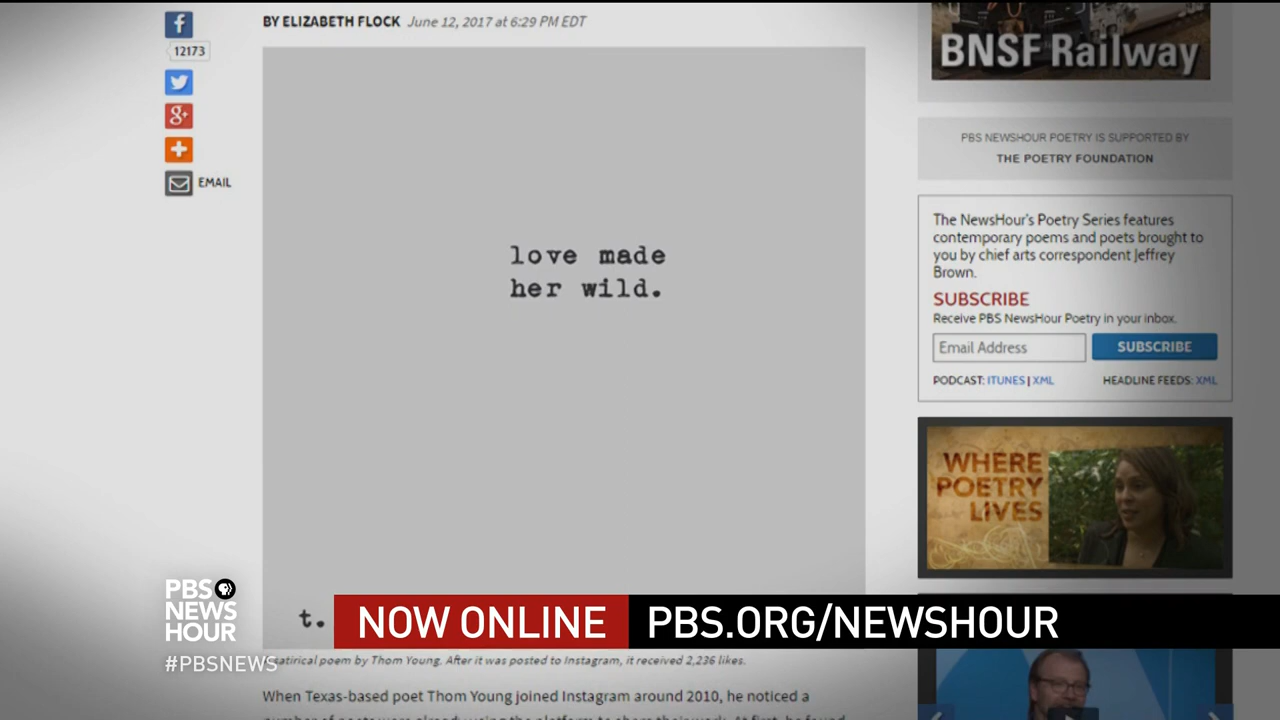 BY ELIZABETH FLOCK June 12, 2017 at 6:29 PM EDT
12173
EMAIL
love made
her wild.
t.
atirical poem by Thom Young. After it was posted to Instagram, it received 2,236 likes.
When Texas-based poet Thom Young joined Instagram around 2010, he noticed a
BNSF Railway
PBS NEWSHOUR POETRY IS SUPPORTED BY
THE POETRY FOUNDATION
The NewsHour's Poetry Series features
contemporary poems and poets brought to
you by chief arts correspondent Jeffrey
Brown.
SUBSCRIBE
Receive PBS NewsHour Poetry in your inbox.
Email Address
SUBSCRIBE
PODCAST: ITUNES | XML
HEADLINE FEEDS: XML
WHERE
POETRY
LIVES
PBS
NEWS
HOUR
#PBSNEWS
NOW ONLINE
PBS.ORG/NEWSHOUR